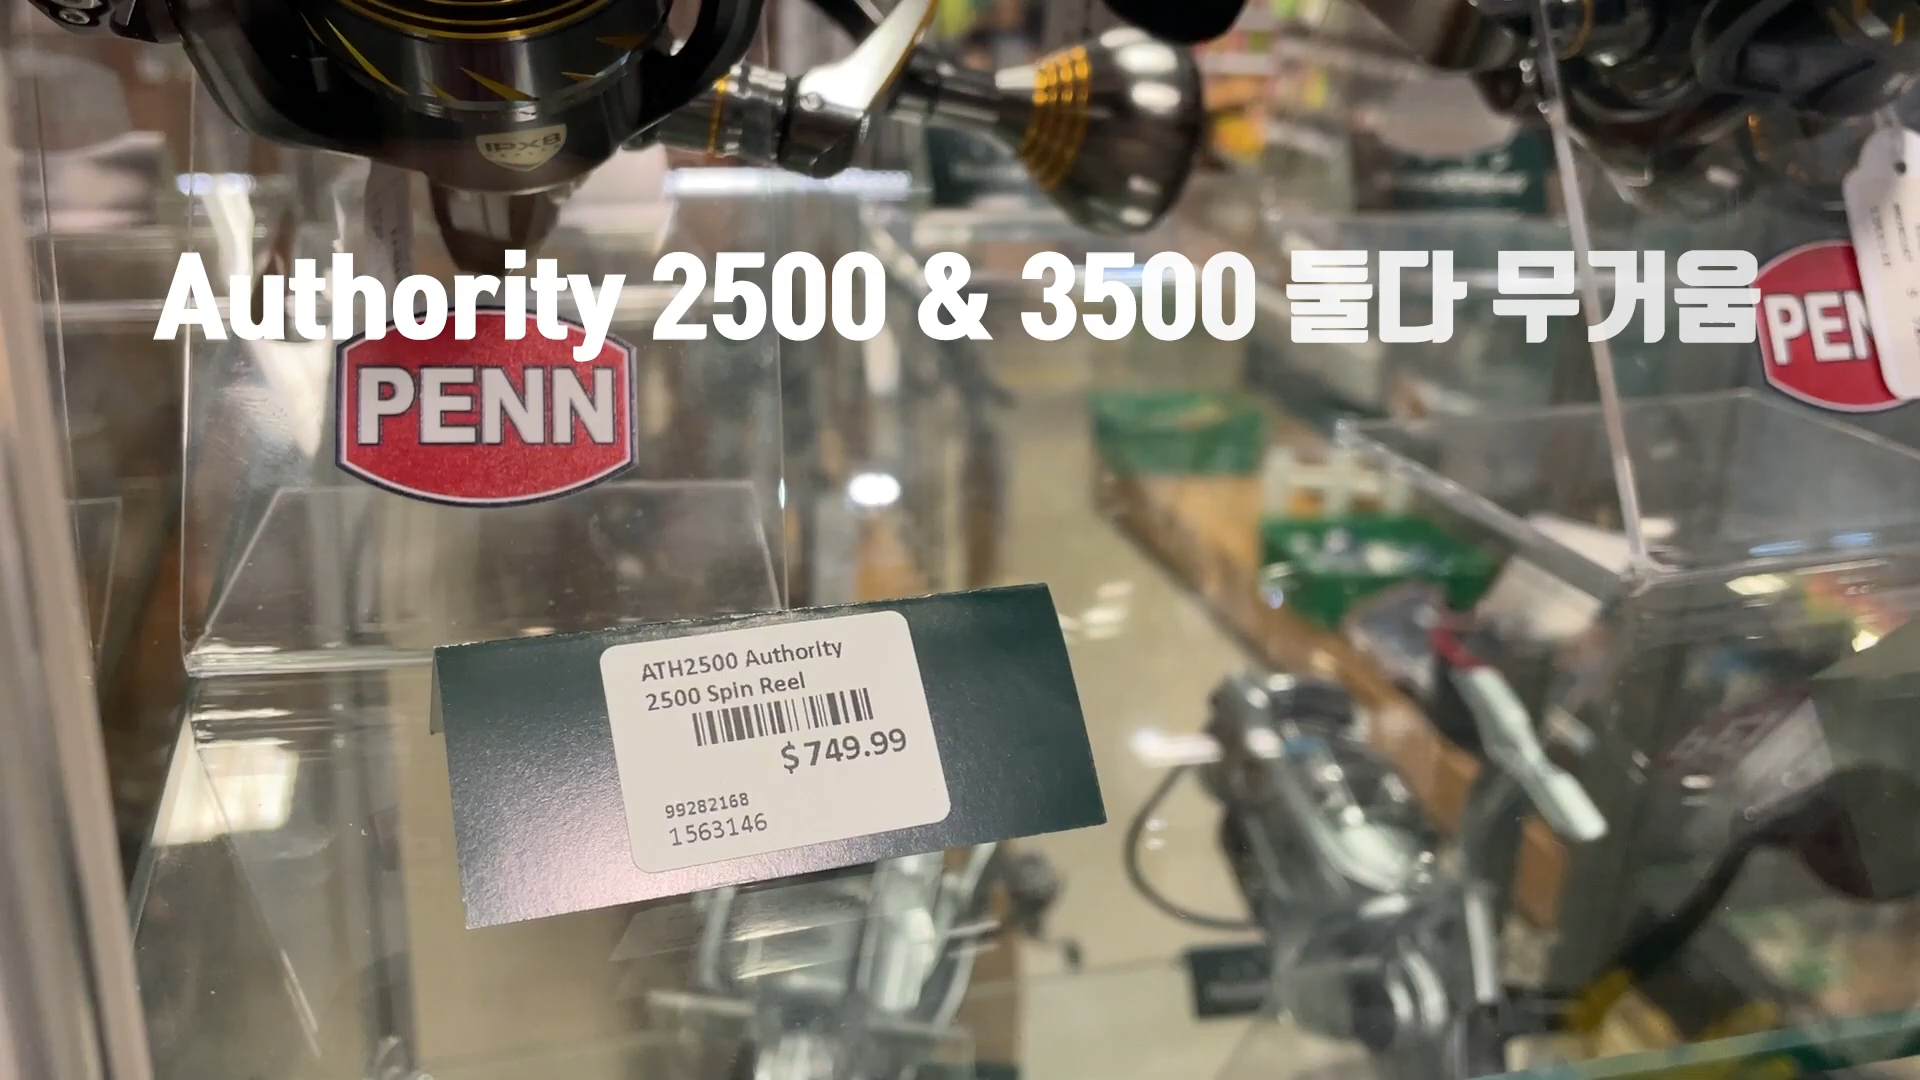 IPX8
Authority 2500 & 3500 둘다 무거움
PENN
PEN
ATH2500 Authority
2500 Spin Reel
$749.99
99282168
1563146